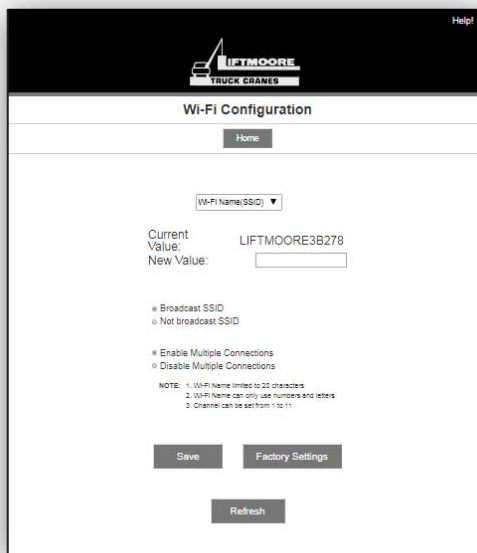 Help!
LIFTMOORE
TRUCK CRANES
Wi-Fi Configuration
Home
Wi-Fi Name(SSID) ▼
Current Value: LIFTMOORE3B278
New Value:
Broadcast SSID
Not broadcast SSID
Enable Multiple Connections
Disable Multiple Connections
NOTE: 1. Wi-Fi Name limited to 20 characters
2. Wi-Fi Name can only use numbers and letters
3. Channel can be set from 1 to 11
Save Factory Settings
Refresh